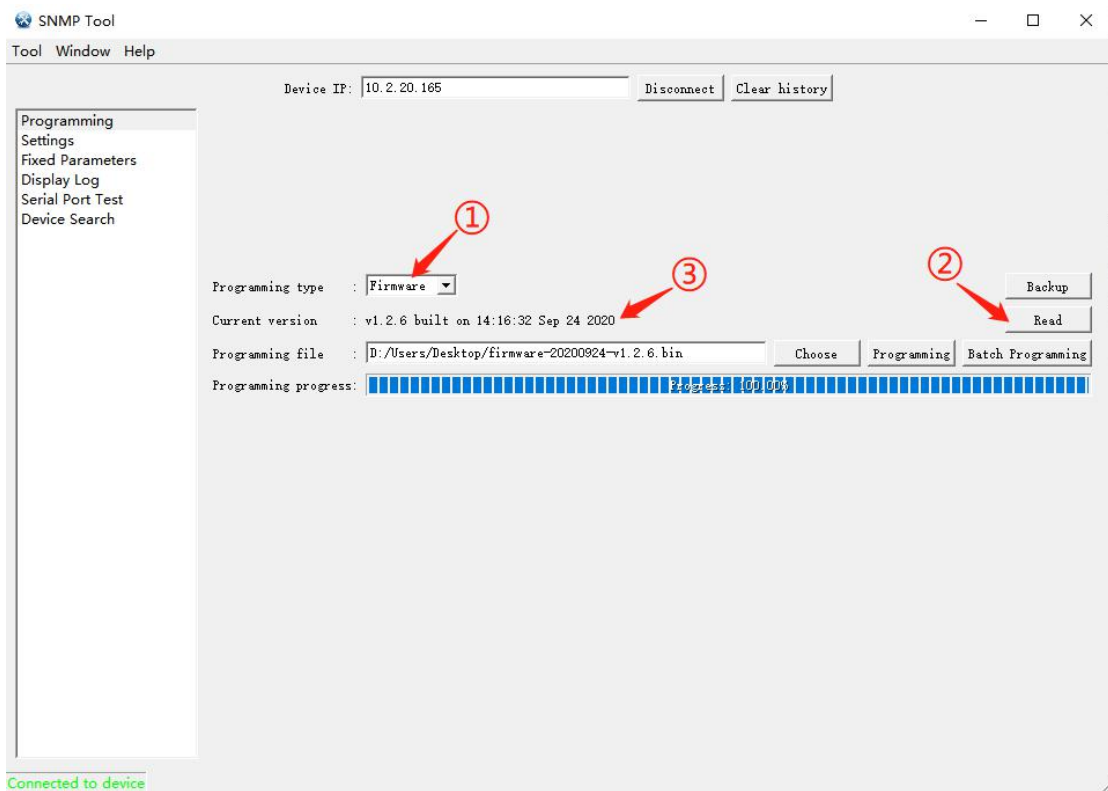 SNMP Tool
Tool Window Help
Device IP: 10.2.20.165 Disconnect Clear history
Programming
Settings
Fixed Parameters
Display Log
Serial Port Test
Device Search
①
②
③
Programming type : Firmware Backup
Current version : v1.2.6 built on 14:16:32 Sep 24 2020 Read
Programming file : D:/Users/Desktop/firmware-20200924-v1.2.6.bin Choose Programming Batch Programming
Programming progress: Progress: 100.00%
Connected to device